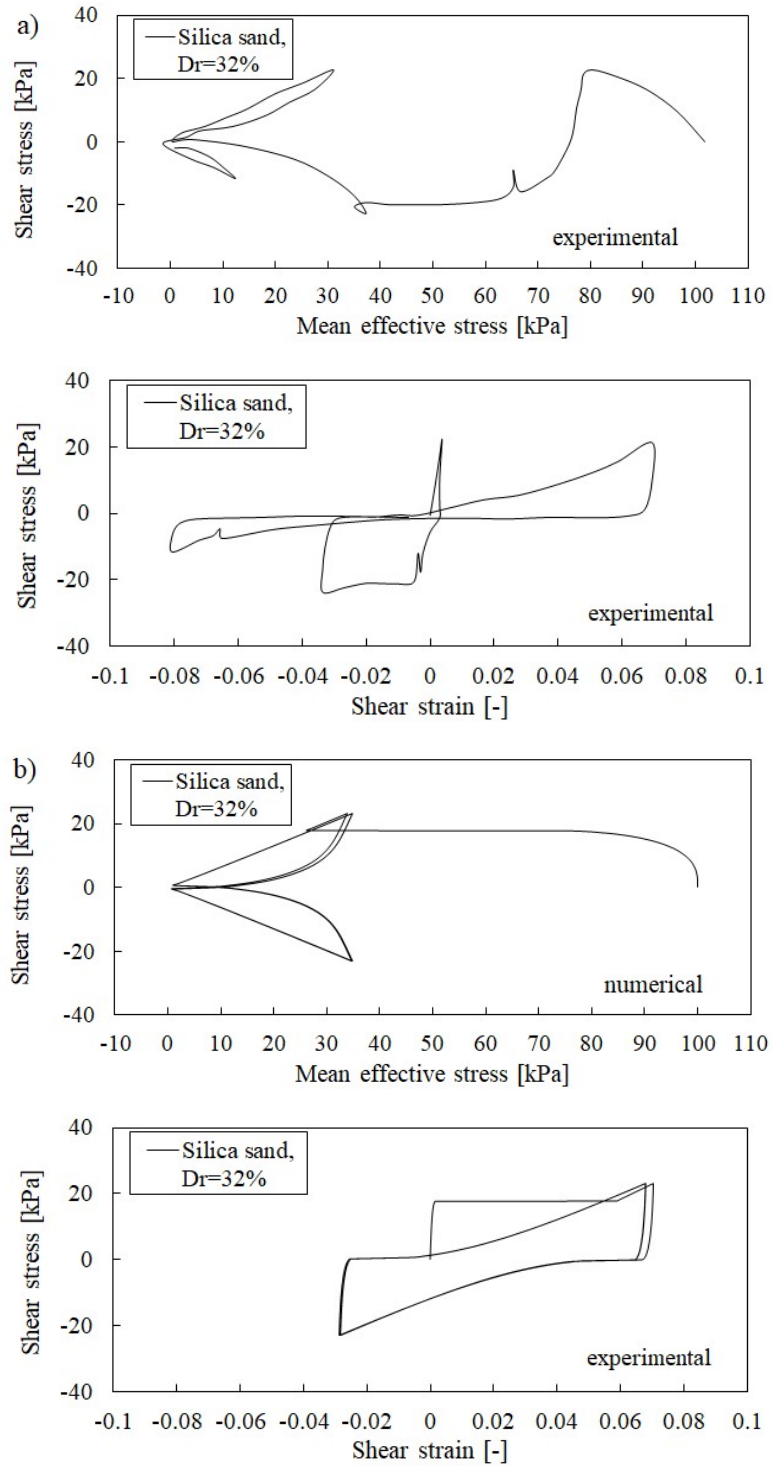 a)
40
20
0
-20
-40
Shear stress [kPa]
Silica sand,
Dr=32%
experimental
-10 0 10 20 30 40 50 60 70 80 90 100 110
Mean effective stress [kPa]
40
20
0
-20
-40
Shear stress [kPa]
Silica sand,
Dr=32%
experimental
-0.1 -0.08 -0.06 -0.04 -0.02 0 0.02 0.04 0.06 0.08 0.1
Shear strain [-]
b)
40
20
0
-20
-40
Shear stress [kPa]
Silica sand,
Dr=32%
numerical
-10 0 10 20 30 40 50 60 70 80 90 100 110
Mean effective stress [kPa]
40
20
0
-20
-40
Shear stress [kPa]
Silica sand,
Dr=32%
experimental
-0.1 -0.08 -0.06 -0.04 -0.02 0 0.02 0.04 0.06 0.08 0.1
Shear strain [-]